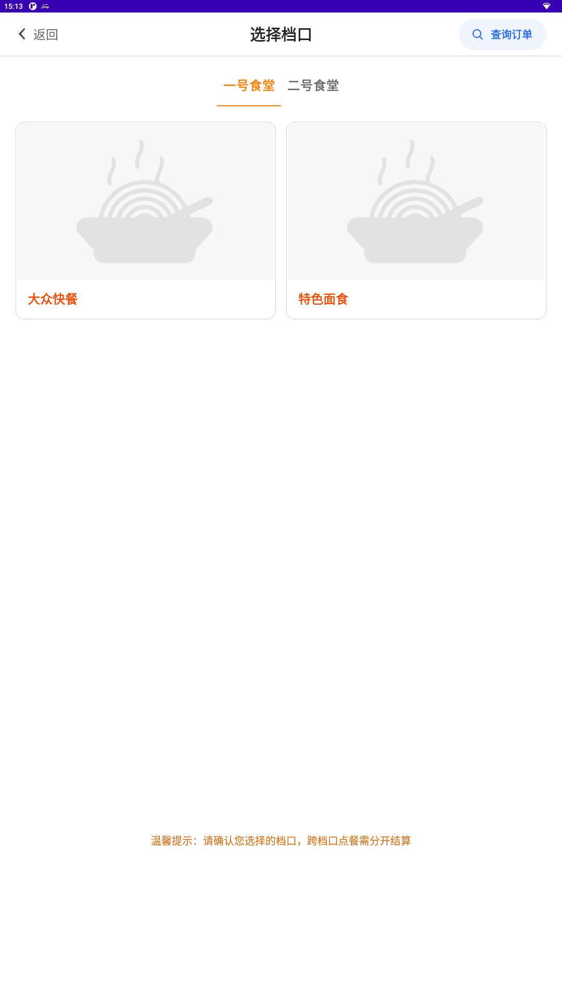 15:13
返回
选择档口
查询订单
一号食堂 二号食堂
大众快餐
特色面食
温馨提示：请确认您选择的档口，跨档口点餐需分开结算